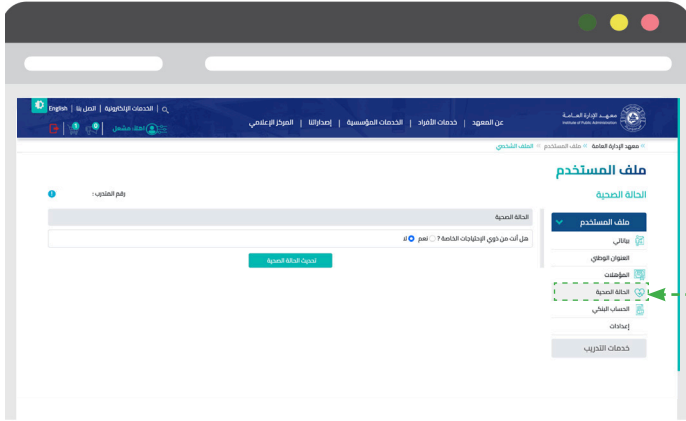 الخدمات الإلكترونية | اتصل بنا | English
معهد الإدارة العامة
Institute of Public Administration
عن المعهد | خدمات الأفراد | الخدمات المؤسسية | إصداراتنا | المركز الإعلامي
أهلا، مشعل
معهد الإدارة العامة » ملف المستخدم » الملف الشخصي
ملف المستخدم
الحالة الصحية
رقم المتدرب :
الحالة الصحية
هل أنت من ذوي الإحتياجات الخاصة ? نعم لا
تحديث الحالة الصحية
ملف المستخدم
بياناتي
العنوان الوطني
المؤهلات
الحالة الصحية
الحساب البنكي
إعدادات
خدمات التدريب